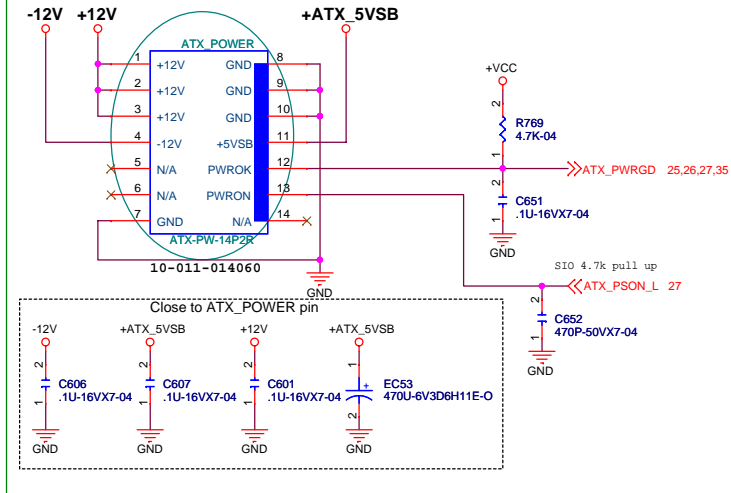 -12V +12V +ATX_5VSB
ATX_POWER
1 +12V GND 8
2 +12V GND 9
3 +12V GND 10
4 -12V +5VSB 11
5 N/A PWROK 12
6 N/A PWRON 13
7 GND N/A 14
ATX-PW-14P2R
10-011-014060
GND
+VCC
2
R769
4.7K-04
1
ATX_PWRGD 25,26,27,35
2
C651
.1U-16VX7-04
1
GND
SIO 4.7k pull up
ATX_PSON_L 27
2
C652
470P-50VX7-04
1
GND
Close to ATX_POWER pin
-12V +ATX_5VSB +12V +ATX_5VSB
2 2 2 1
C606 C607 C601 EC53
.1U-16VX7-04 .1U-16VX7-04 .1U-16VX7-04 470U-6V3D6H11E-O
+
1 1 1 2
GND GND GND GND